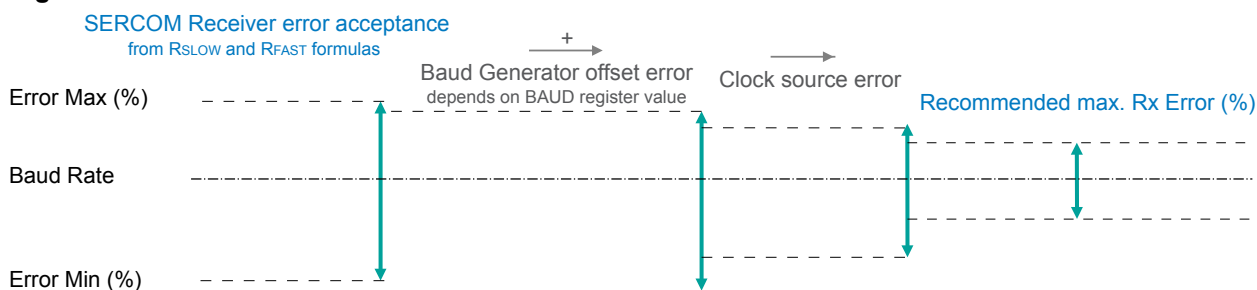 SERCOM Receiver error acceptance
from RSLOW and RFAST formulas
+
Baud Generator offset error
depends on BAUD register value
Clock source error
Error Max (%)
Recommended max. Rx Error (%)
Baud Rate
Error Min (%)